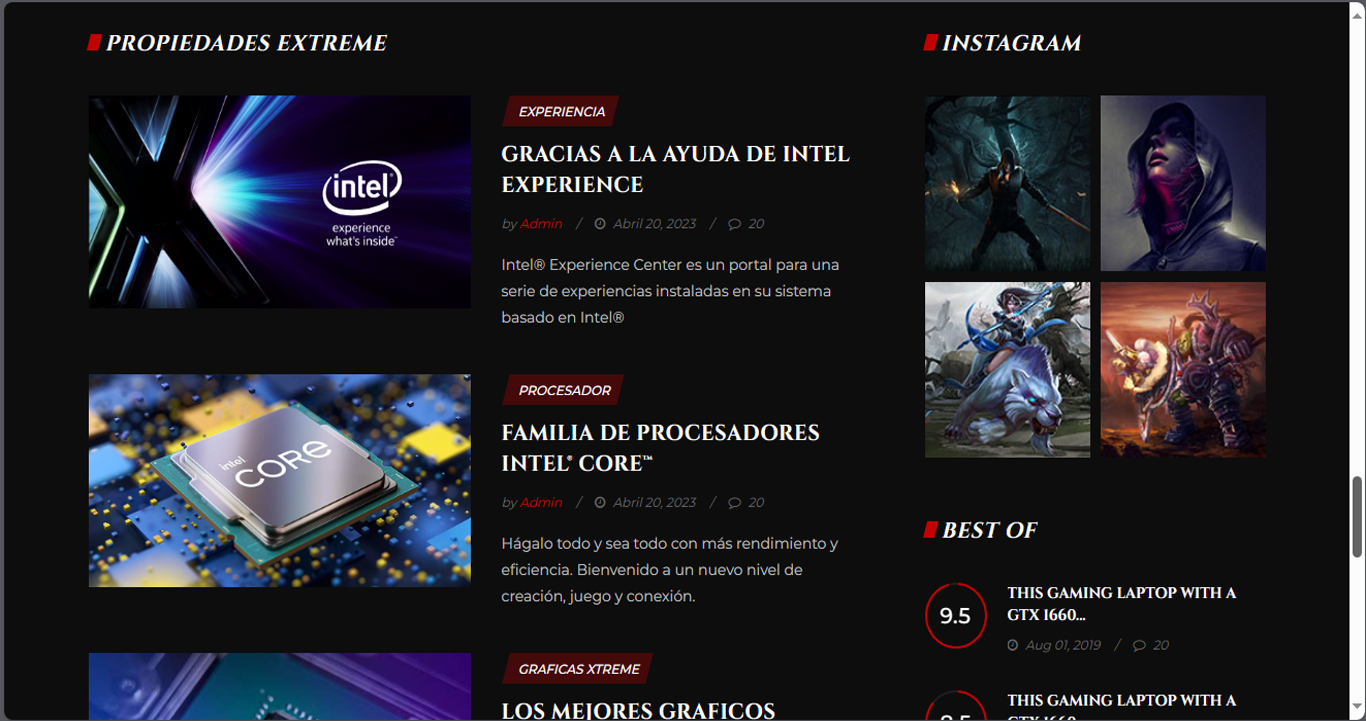 PROPIEDADES EXTREME
intel
experience
what's inside™
EXPERIENCIA
GRACIAS A LA AYUDA DE INTEL
EXPERIENCE
by Admin / Abril 20, 2023 / 20
Intel® Experience Center es un portal para una
serie de experiencias instaladas en su sistema
basado en Intel®
intel
CORE
PROCESADOR
FAMILIA DE PROCESADORES
INTEL® CORE™
by Admin / Abril 20, 2023 / 20
Hágalo todo y sea todo con más rendimiento y
eficiencia. Bienvenido a un nuevo nivel de
creación, juego y conexión.
GRAFICAS XTREME
LOS MEJORES GRAFICOS
INSTAGRAM
BEST OF
9.5
THIS GAMING LAPTOP WITH A
GTX 1660...
Aug 01, 2019 / 20
THIS GAMING LAPTOP WITH A